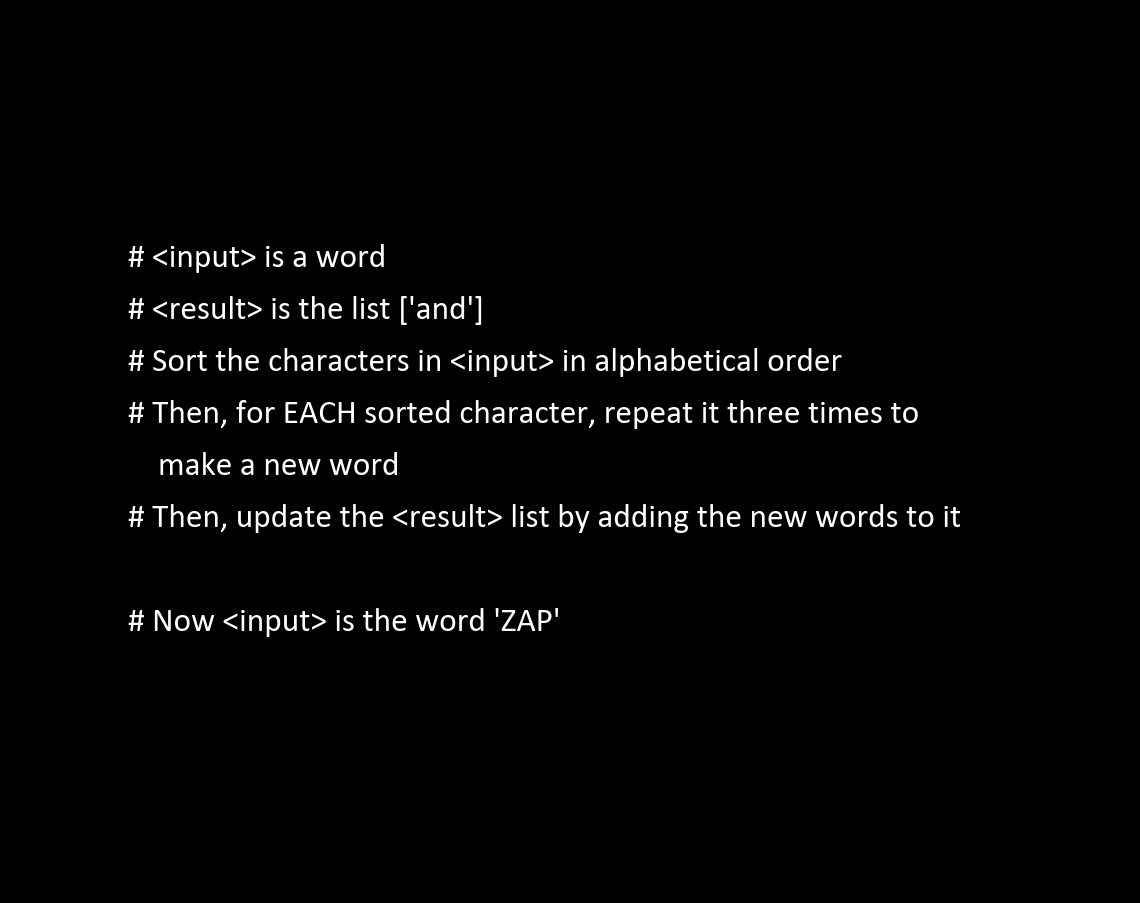 # <input> is a word
# <result> is the list ['and']
# Sort the characters in <input> in alphabetical order
# Then, for EACH sorted character, repeat it three times to
make a new word
# Then, update the <result> list by adding the new words to it
# Now <input> is the word 'ZAP'